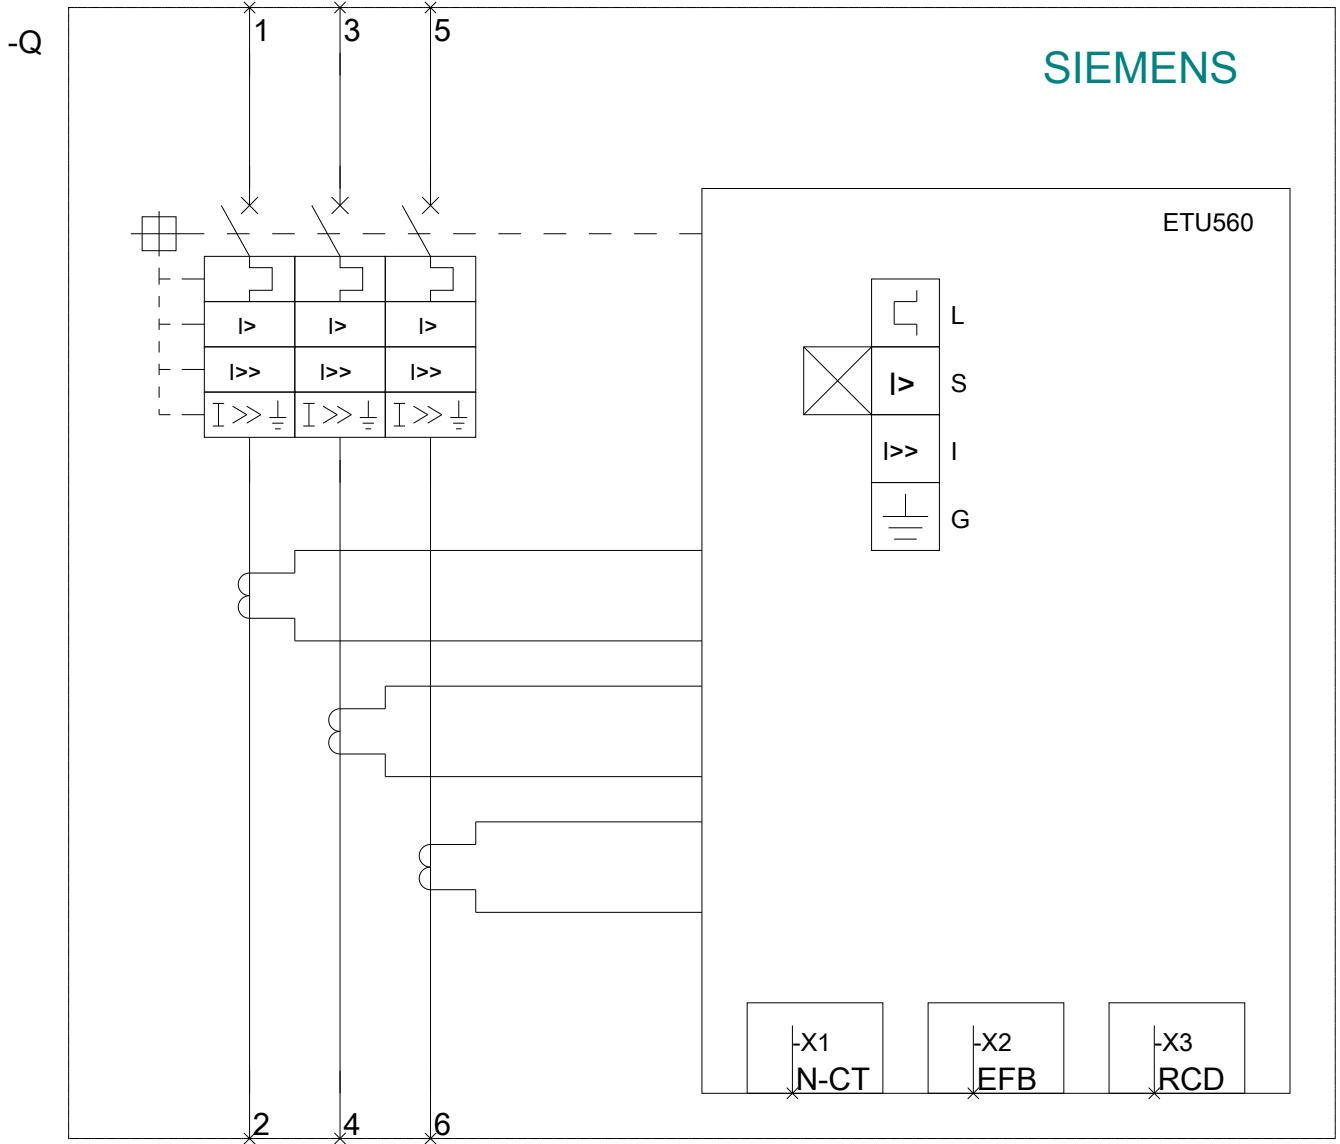 -Q
1 3 5
SIEMENS
ETU560
I> I> I>
I>> I>> I>>
I >> I >> I >>
L
I> S
I>> I
G
-X1 -X2 -X3
N-CT EFB RCD
2 4 6